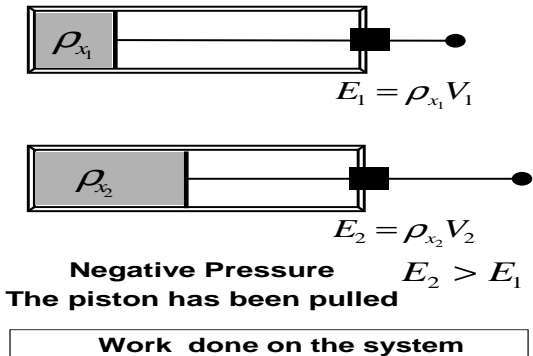 ρx₁
E₁ = ρx₁V₁
ρx₂
E₂ = ρx₂V₂
Negative Pressure E₂ > E₁
The piston has been pulled
Work done on the system